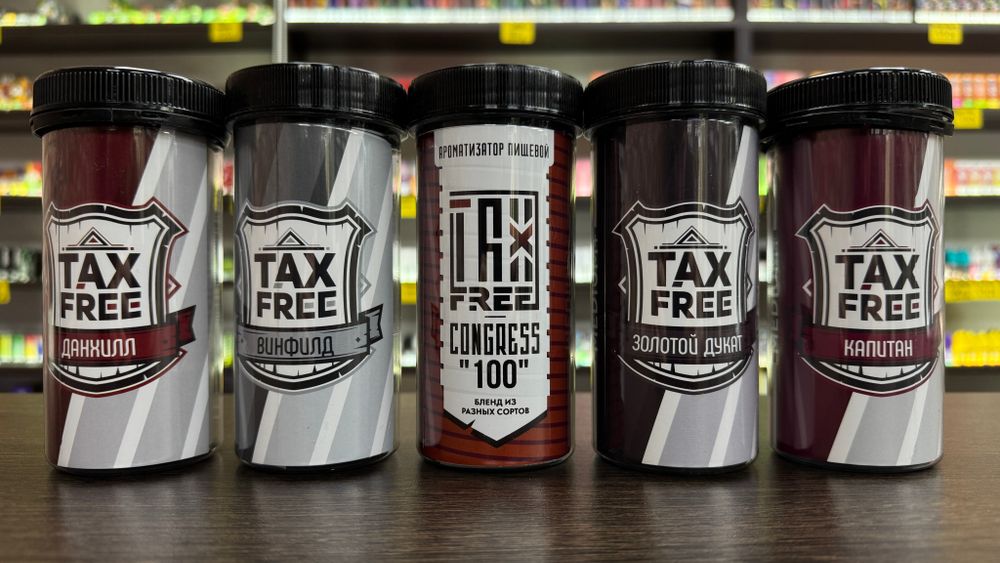 TAX
FREE
ДАНХИЛЛ
TAX
FREE
ВИНФИЛД
АРОМАТИЗАТОР ПИЩЕВОЙ
TAX
FREE
CONGRESS
"100"
БЛЕНД ИЗ
РАЗНЫХ СОРТОВ
TAX
FREE
ЗОЛОТОЙ ДУКАТ
TAX
FREE
КАПИТАН